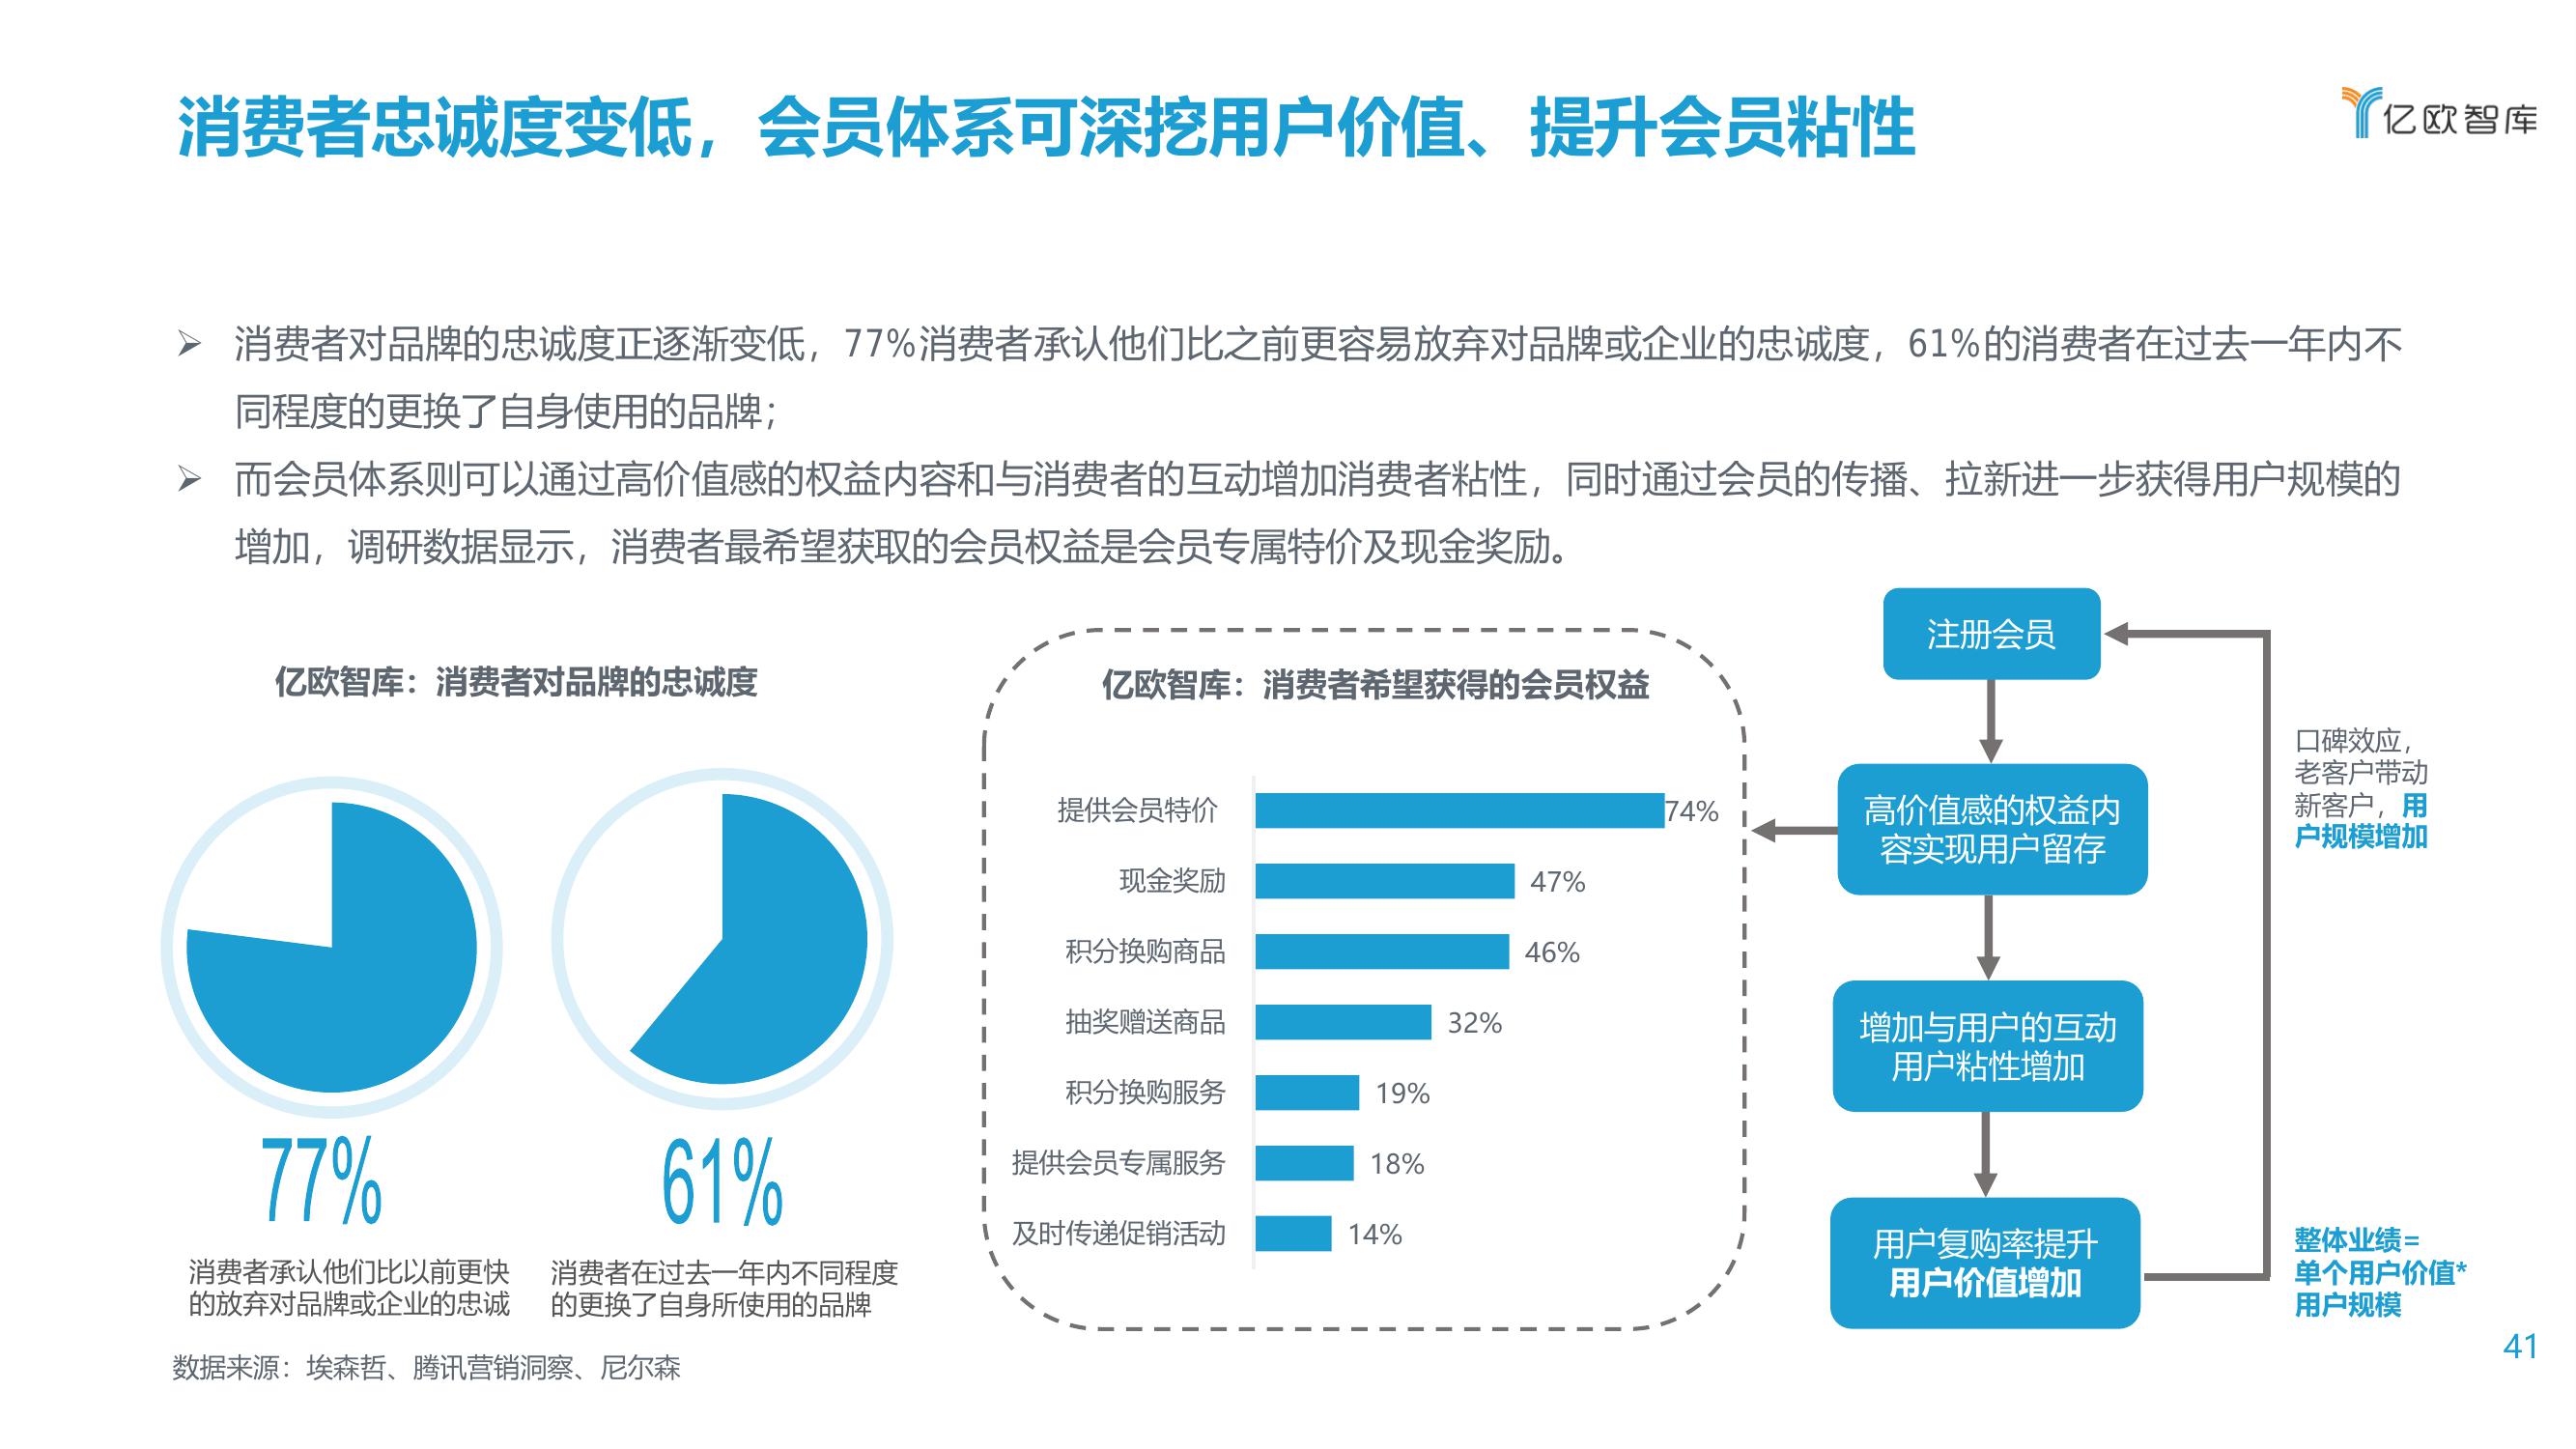 消费者忠诚度变低，会员体系可深挖用户价值、提升会员粘性
亿欧智库
消费者对品牌的忠诚度正逐渐变低，77%消费者承认他们比之前更容易放弃对品牌或企业的忠诚度，61%的消费者在过去一年内不
同程度的更换了自身使用的品牌；
而会员体系则可以通过高价值感的权益内容和与消费者的互动增加消费者粘性，同时通过会员的传播、拉新进一步获得用户规模的
增加，调研数据显示，消费者最希望获取的会员权益是会员专属特价及现金奖励。
亿欧智库：消费者对品牌的忠诚度
77%
消费者承认他们比以前更快
的放弃对品牌或企业的忠诚
61%
消费者在过去一年内不同程度
的更换了自身所使用的品牌
亿欧智库：消费者希望获得的会员权益
提供会员特价 74%
现金奖励 47%
积分换购商品 46%
抽奖赠送商品 32%
积分换购服务 19%
提供会员专属服务 18%
及时传递促销活动 14%
注册会员
高价值感的权益内
容实现用户留存
增加与用户的互动
用户粘性增加
用户复购率提升
用户价值增加
口碑效应，
老客户带动
新客户，用
户规模增加
整体业绩=
单个用户价值*
用户规模
数据来源：埃森哲、腾讯营销洞察、尼尔森
41